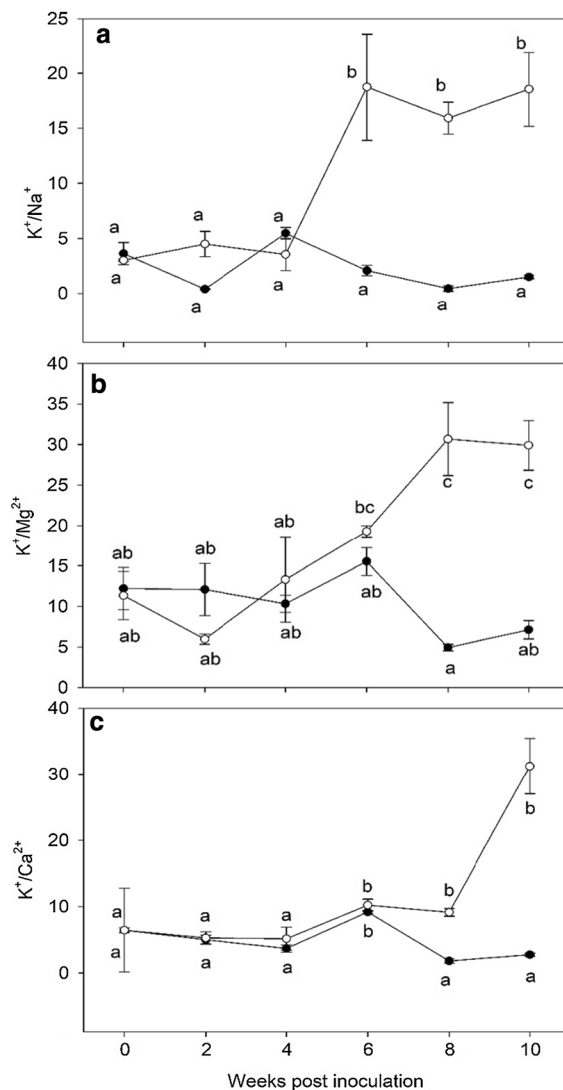 a
25
20
15
10
5
0
K⁺/Na⁺
a a a b b b
a a a a a a
b
40
35
30
25
20
15
10
5
0
K⁺/Mg²⁺
ab ab ab bc c c
ab ab ab ab a ab
c
40
30
20
10
0
K⁺/Ca²⁺
a a a b b b
a a a b a a
0 2 4 6 8 10
Weeks post inoculation